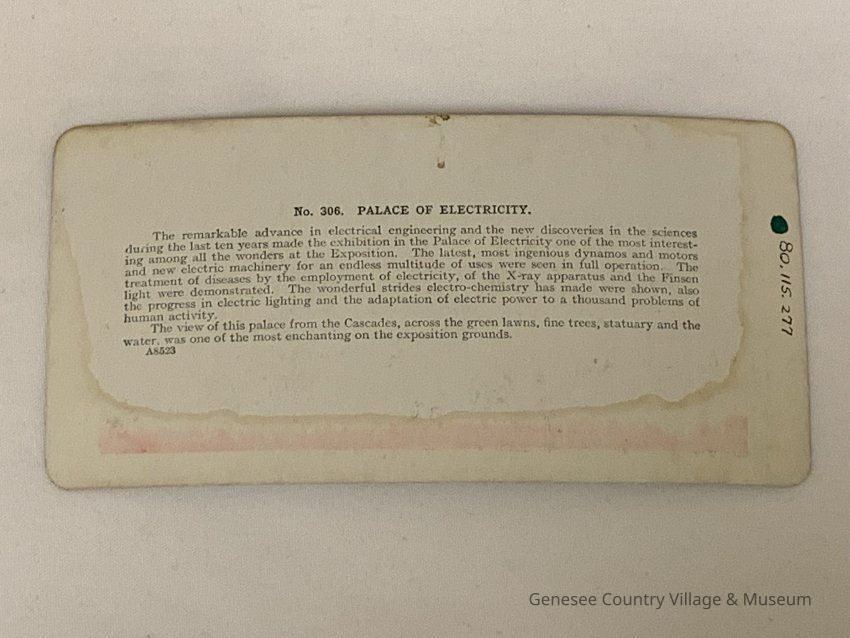 No. 306. PALACE OF ELECTRICITY.
The remarkable advance in electrical engineering and the new discoveries in the sciences
during the last ten years made the exhibition in the Palace of Electricity one of the most interest-
ing among all the wonders at the Exposition. The latest, most ingenious dynamos and motors
and new electric machinery for an endless multitude of uses were seen in full operation. The
treatment of diseases by the employment of electricity, of the X-ray apparatus and the Finsen
light were demonstrated. The wonderful strides electro-chemistry has made were shown, also
the progress in electric lighting and the adaptation of electric power to a thousand problems of
human activity.
The view of this palace from the Cascades, across the green lawns, fine trees, statuary and the
water, was one of the most enchanting on the exposition grounds.
A8523
80.115.277
Genesee Country Village & Museum